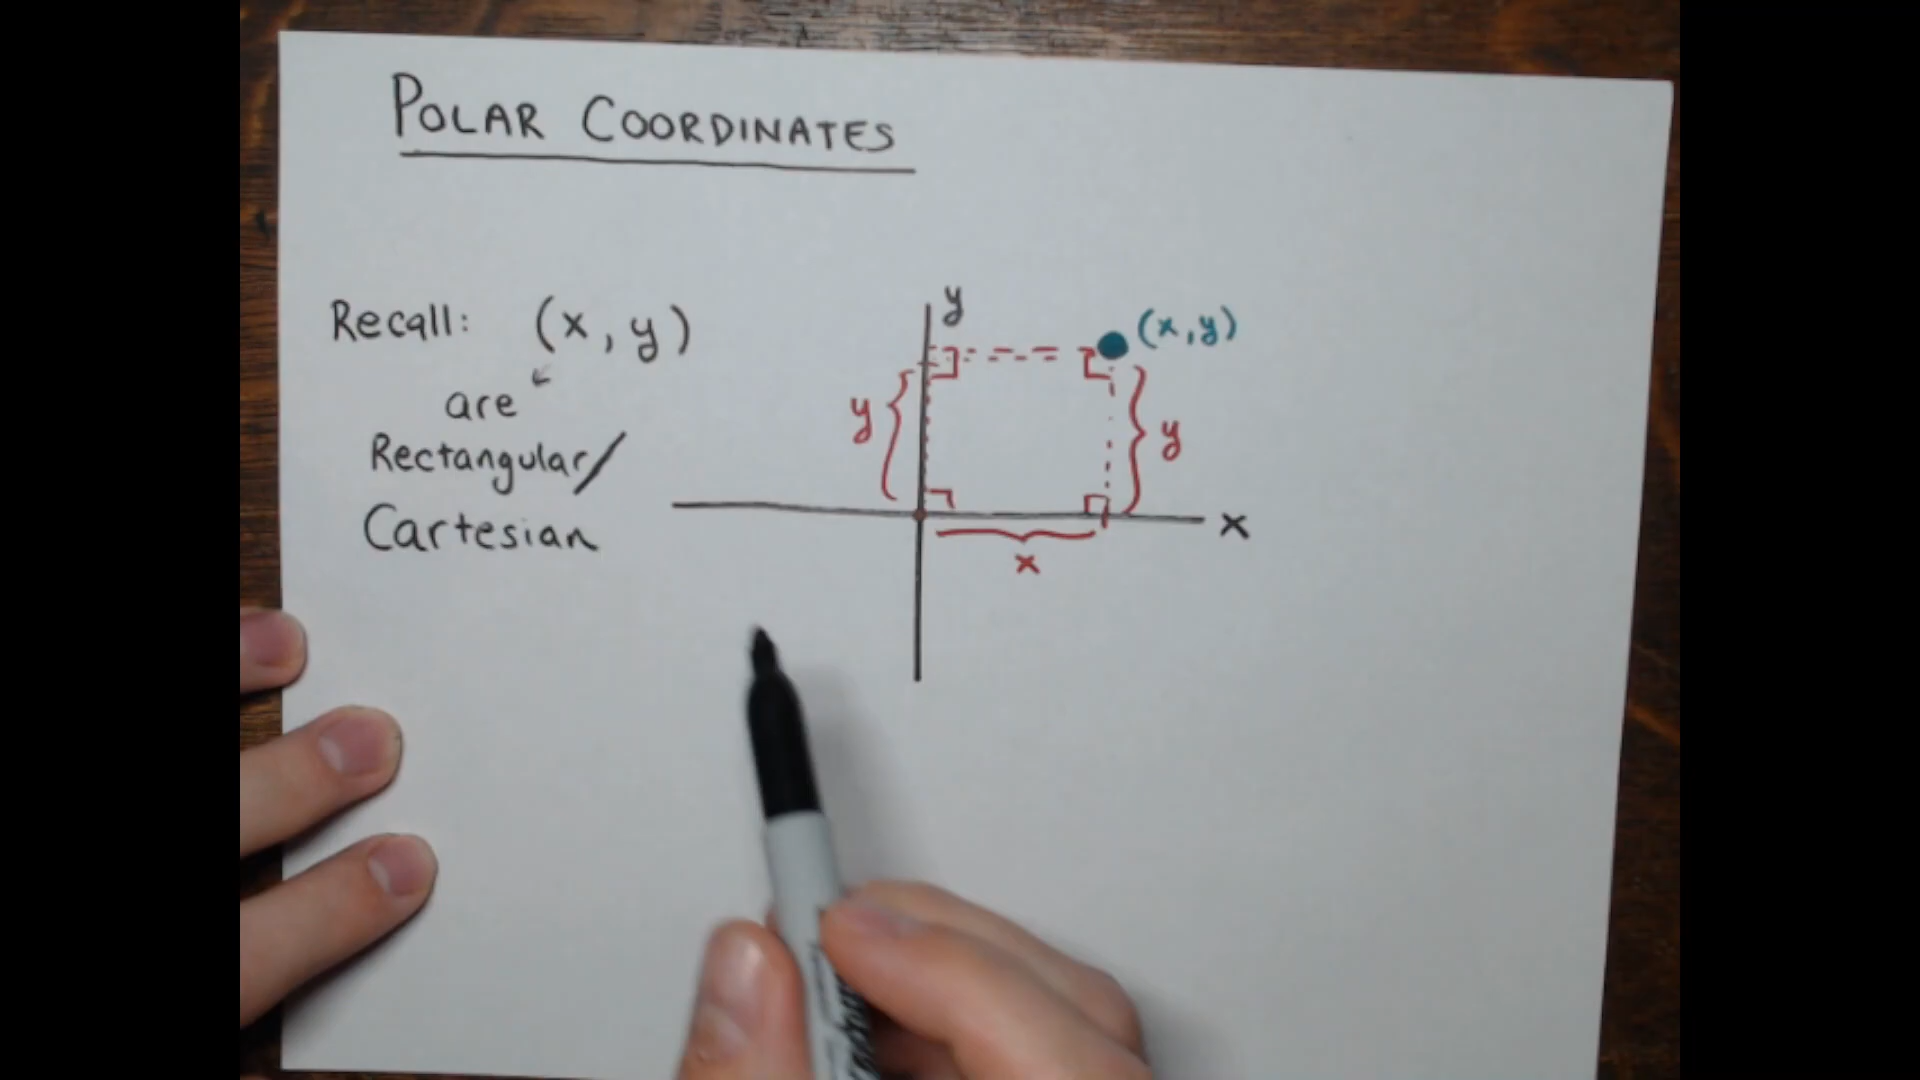 POLAR COORDINATES
Recall: (x, y)
are
Rectangular/
Cartesian
y
(x,y)
y
y
x
x